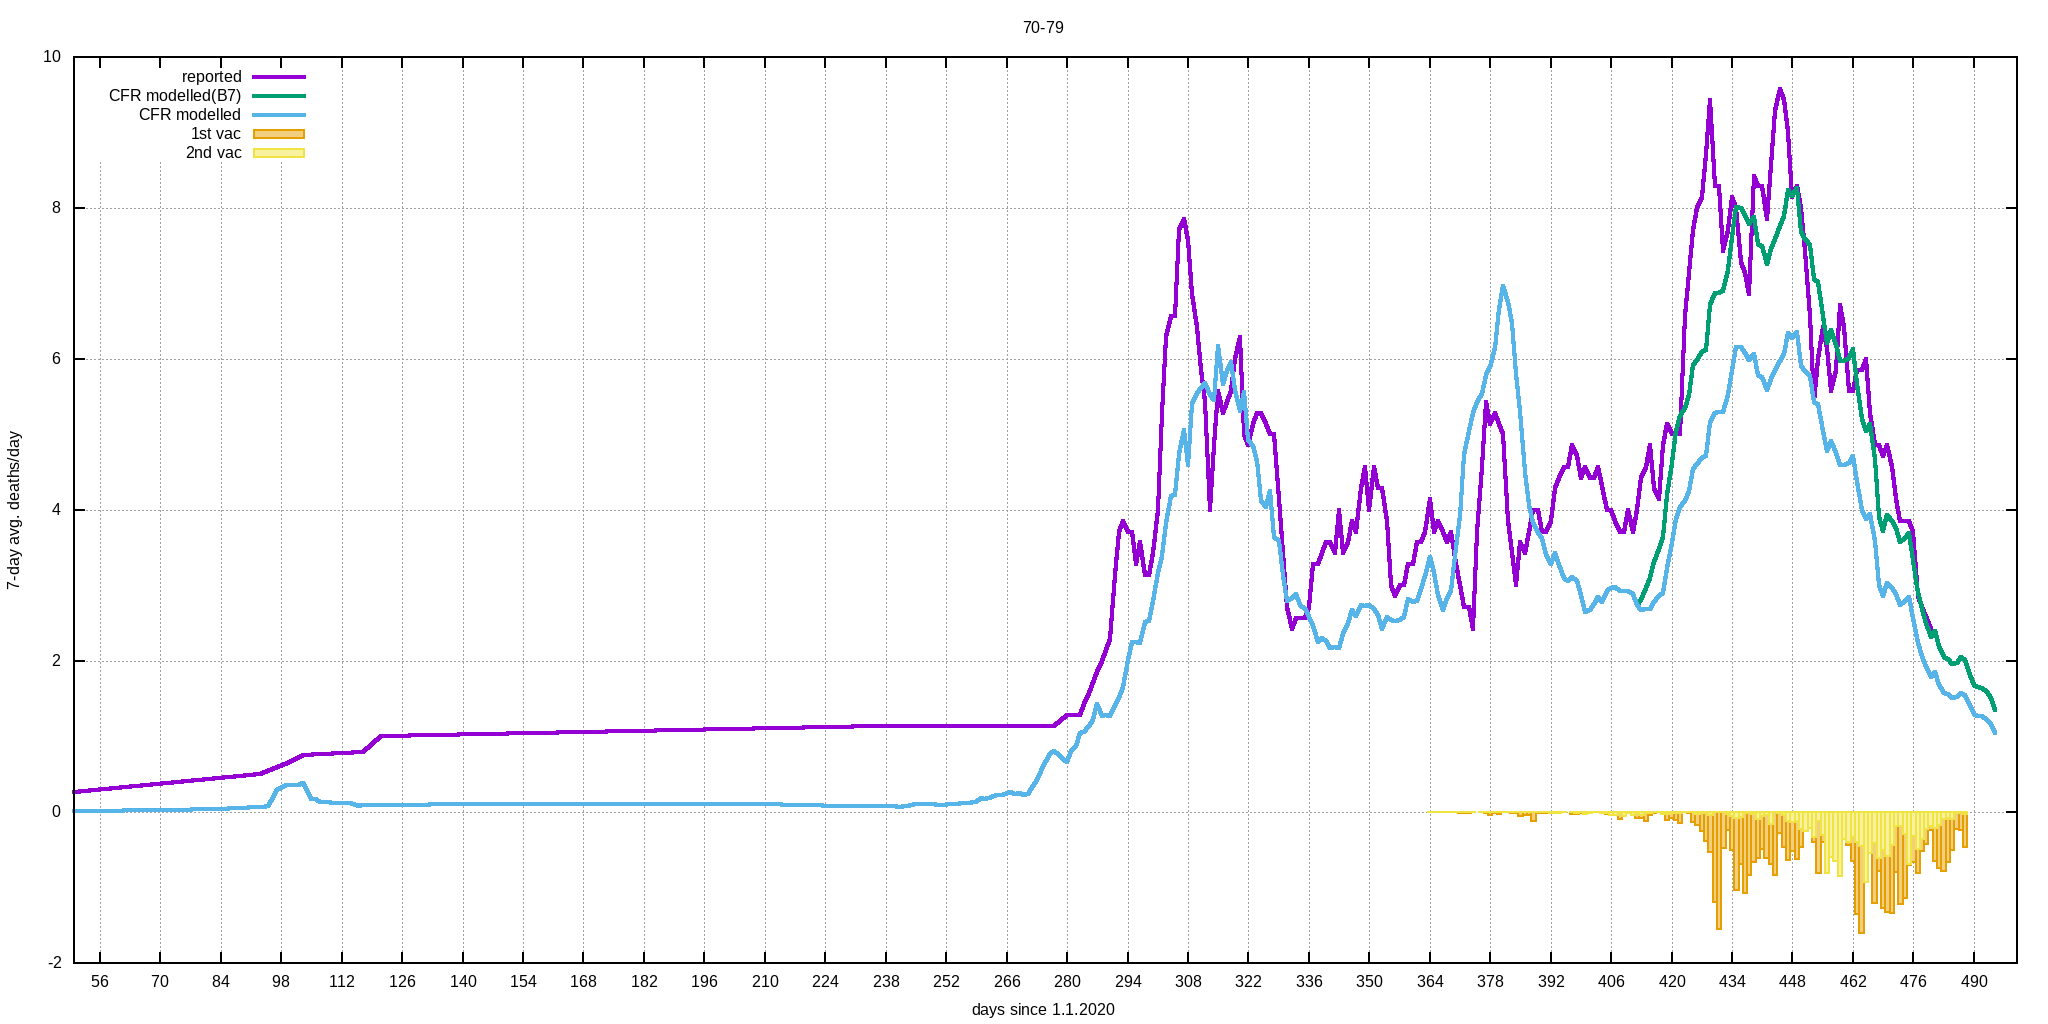 70-79
reported
CFR modelled(B7)
CFR modelled
1st vac
2nd vac
10
8
6
4
2
0
-2
7-day avg. deaths/day
56 70 84 98 112 126 140 154 168 182 196 210 224 238 252 266 280 294 308 322 336 350 364 378 392 406 420 434 448 462 476 490
days since 1.1.2020